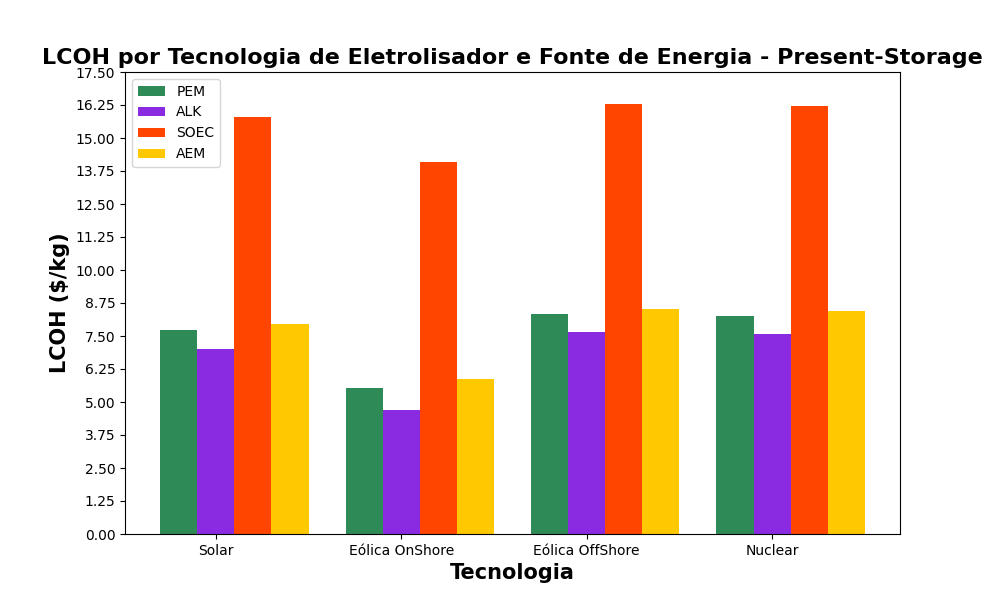 LCOH por Tecnologia de Eletrolisador e Fonte de Energia - Present-Storage
LCOH ($/kg)
17.50
16.25
15.00
13.75
12.50
11.25
10.00
8.75
7.50
6.25
5.00
3.75
2.50
1.25
0.00
PEM
ALK
SOEC
AEM
Solar
Eólica OnShore
Eólica OffShore
Nuclear
Tecnologia